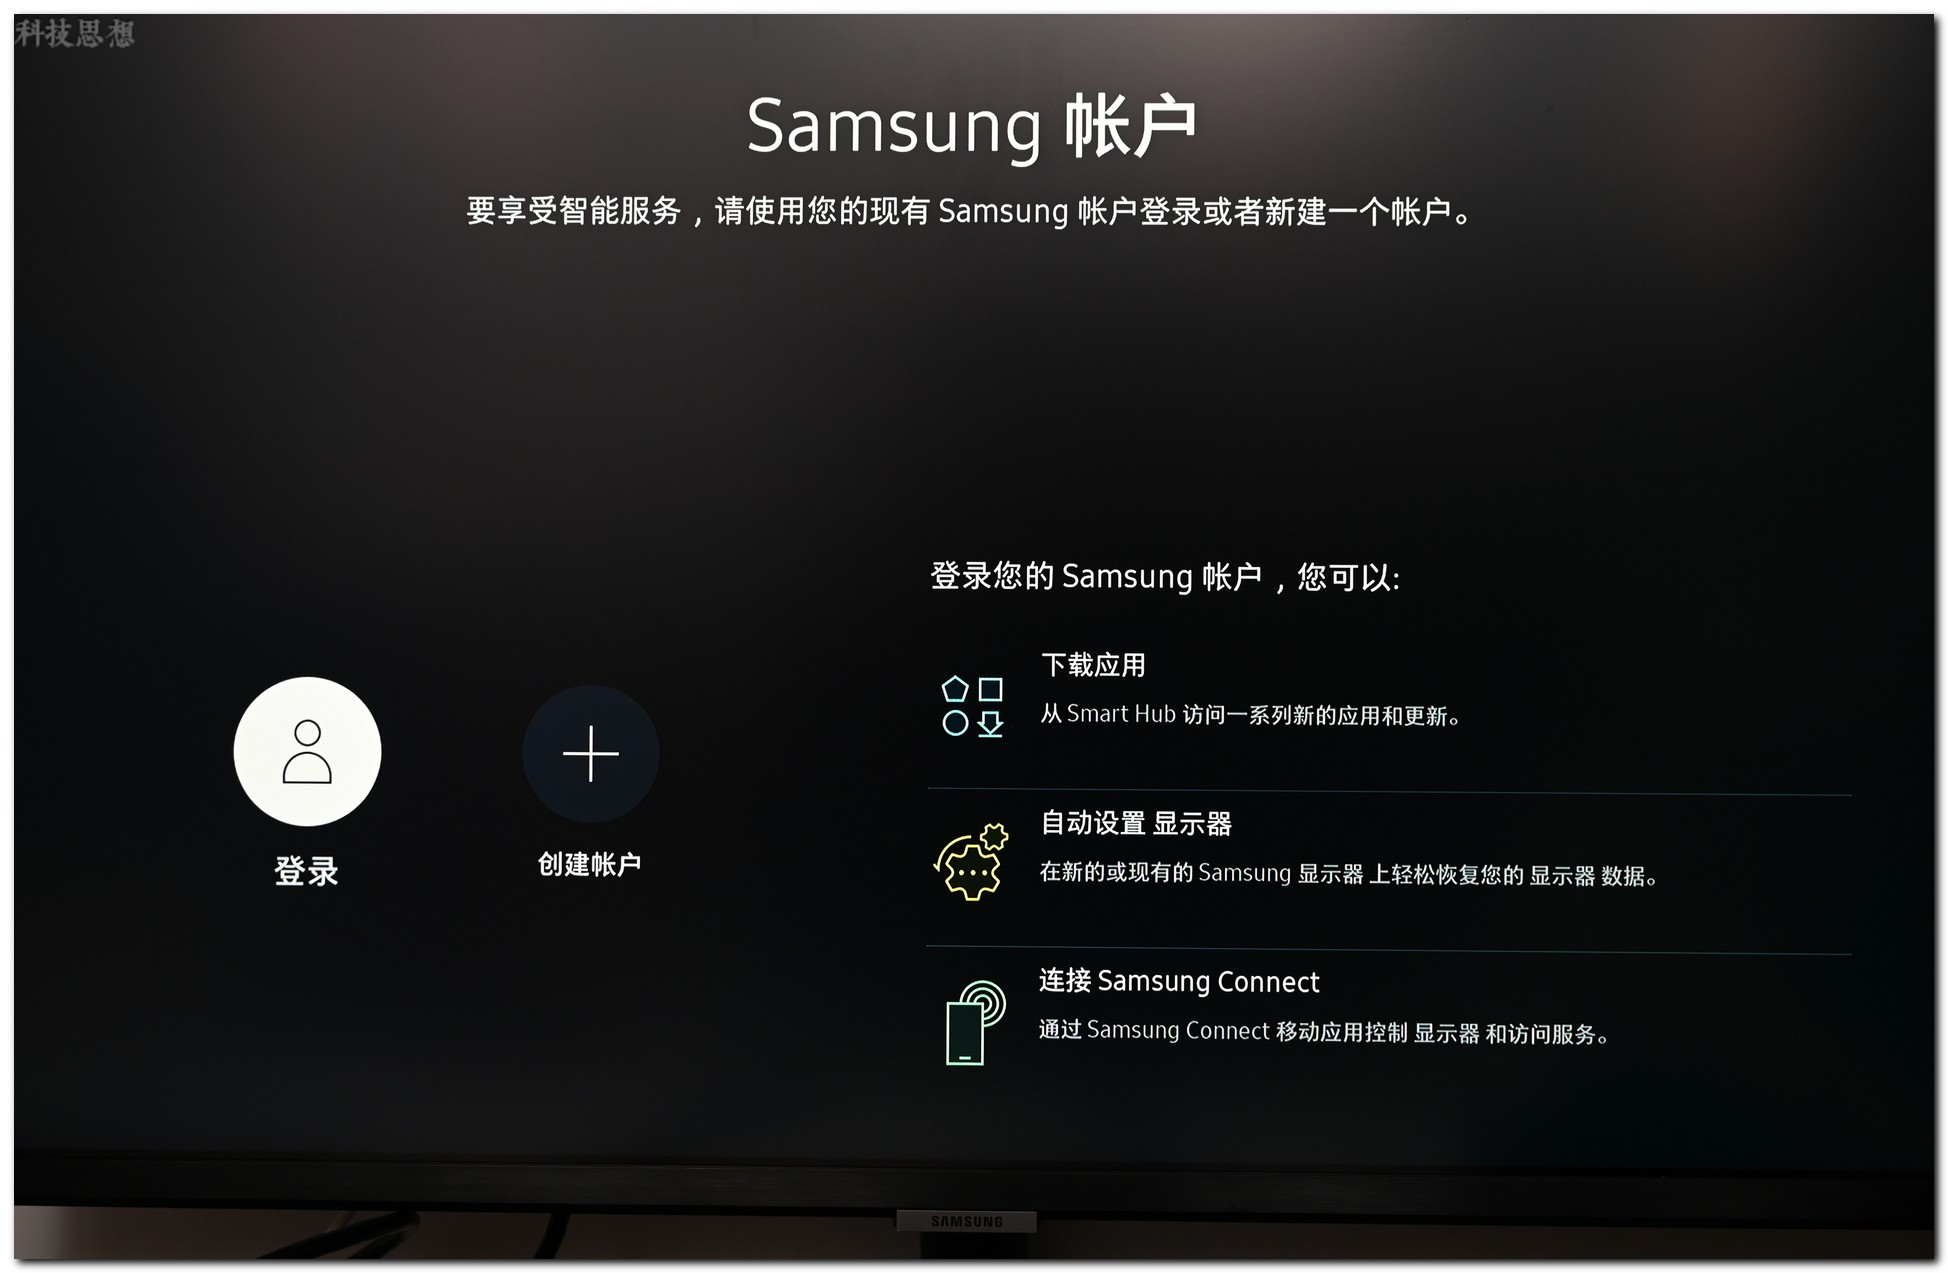 科技思想
Samsung 帐户
要享受智能服务，请使用您的现有 Samsung 帐户登录或者新建一个帐户。
登录
创建帐户
登录您的 Samsung 帐户，您可以:
下载应用
从 Smart Hub 访问一系列新的应用和更新。
自动设置 显示器
在新的或现有的 Samsung 显示器 上轻松恢复您的 显示器 数据。
连接 Samsung Connect
通过 Samsung Connect 移动应用控制 显示器 和访问服务。
SAMSUNG